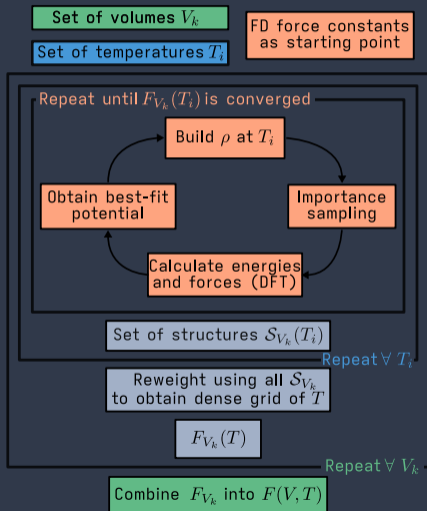 Set of volumes $V_k$
FD force constants
as starting point
Set of temperatures $T_i$
Repeat until $F_{V_k}(T_i)$ is converged
Build $\rho$ at $T_i$
Obtain best-fit
potential
Importance
sampling
Calculate energies
and forces (DFT)
Set of structures $\mathcal{S}_{V_k}(T_i)$
Repeat $\forall$ $T_i$
Reweight using all $\mathcal{S}_{V_k}$
to obtain dense grid of $T$
$F_{V_k}(T)$
Repeat $\forall$ $V_k$
Combine $F_{V_k}$ into $F(V,T)$